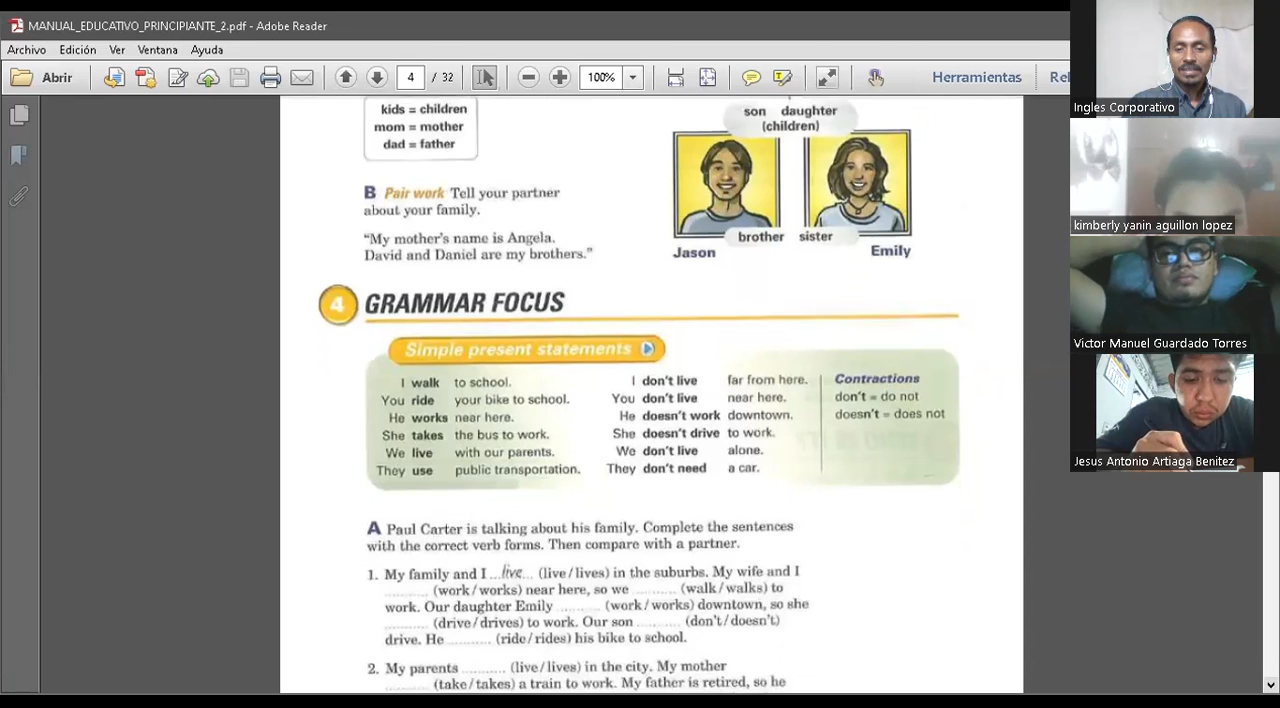 MANUAL_EDUCATIVO_PRINCIPIANTE_2.pdf - Adobe Reader
Archivo Edición Ver Ventana Ayuda
Abrir 4 / 32 100% Herramientas
kids = children
mom = mother
dad = father
son daughter
(children)
B Pair work Tell your partner
about your family.
"My mother's name is Angela.
David and Daniel are my brothers."
brother sister
Jason Emily
4 GRAMMAR FOCUS
Simple present statements
I walk to school.
You ride your bike to school.
He works near here.
She takes the bus to work.
We live with our parents.
They use public transportation.
I don't live far from here.
You don't live near here.
He doesn't work downtown.
She doesn't drive to work.
We don't live alone.
They don't need a car.
Contractions
don't = do not
doesn't = does not
A Paul Carter is talking about his family. Complete the sentences
with the correct verb forms. Then compare with a partner.
1. My family and I ...live... (live / lives) in the suburbs. My wife and I
.......... (work / works) near here, so we .......... (walk / walks) to
work. Our daughter Emily .......... (work / works) downtown, so she
.......... (drive / drives) to work. Our son .......... (don't / doesn't)
drive. He .......... (ride / rides) his bike to school.
2. My parents .......... (live / lives) in the city. My mother
.......... (take / takes) a train to work. My father is retired, so he
Ingles Corporativo
kimberly yanin aguillon lopez
Victor Manuel Guardado Torres
Jesus Antonio Artiaga Benitez